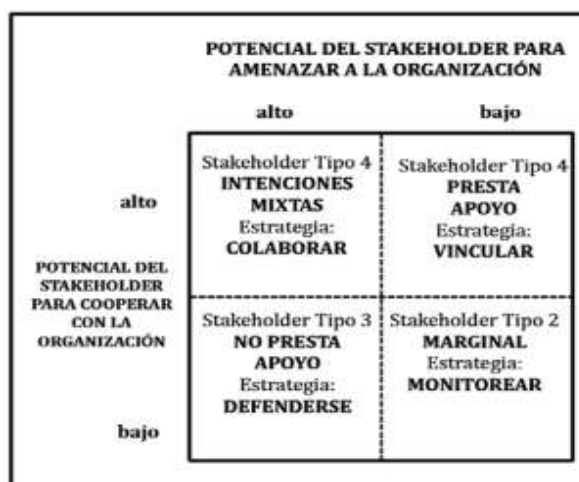 POTENCIAL DEL STAKEHOLDER PARA
AMENAZAR A LA ORGANIZACIÓN
alto
bajo
alto
Stakeholder Tipo 4
INTENCIONES
MIXTAS
Estrategia:
COLABORAR
Stakeholder Tipo 4
PRESTA
APOYO
Estrategia:
VINCULAR
POTENCIAL DEL
STAKEHOLDER
PARA COOPERAR
CON LA
ORGANIZACIÓN
Stakeholder Tipo 3
NO PRESTA
APOYO
Estrategia:
DEFENDERSE
Stakeholder Tipo 2
MARGINAL
Estrategia:
MONITOREAR
bajo